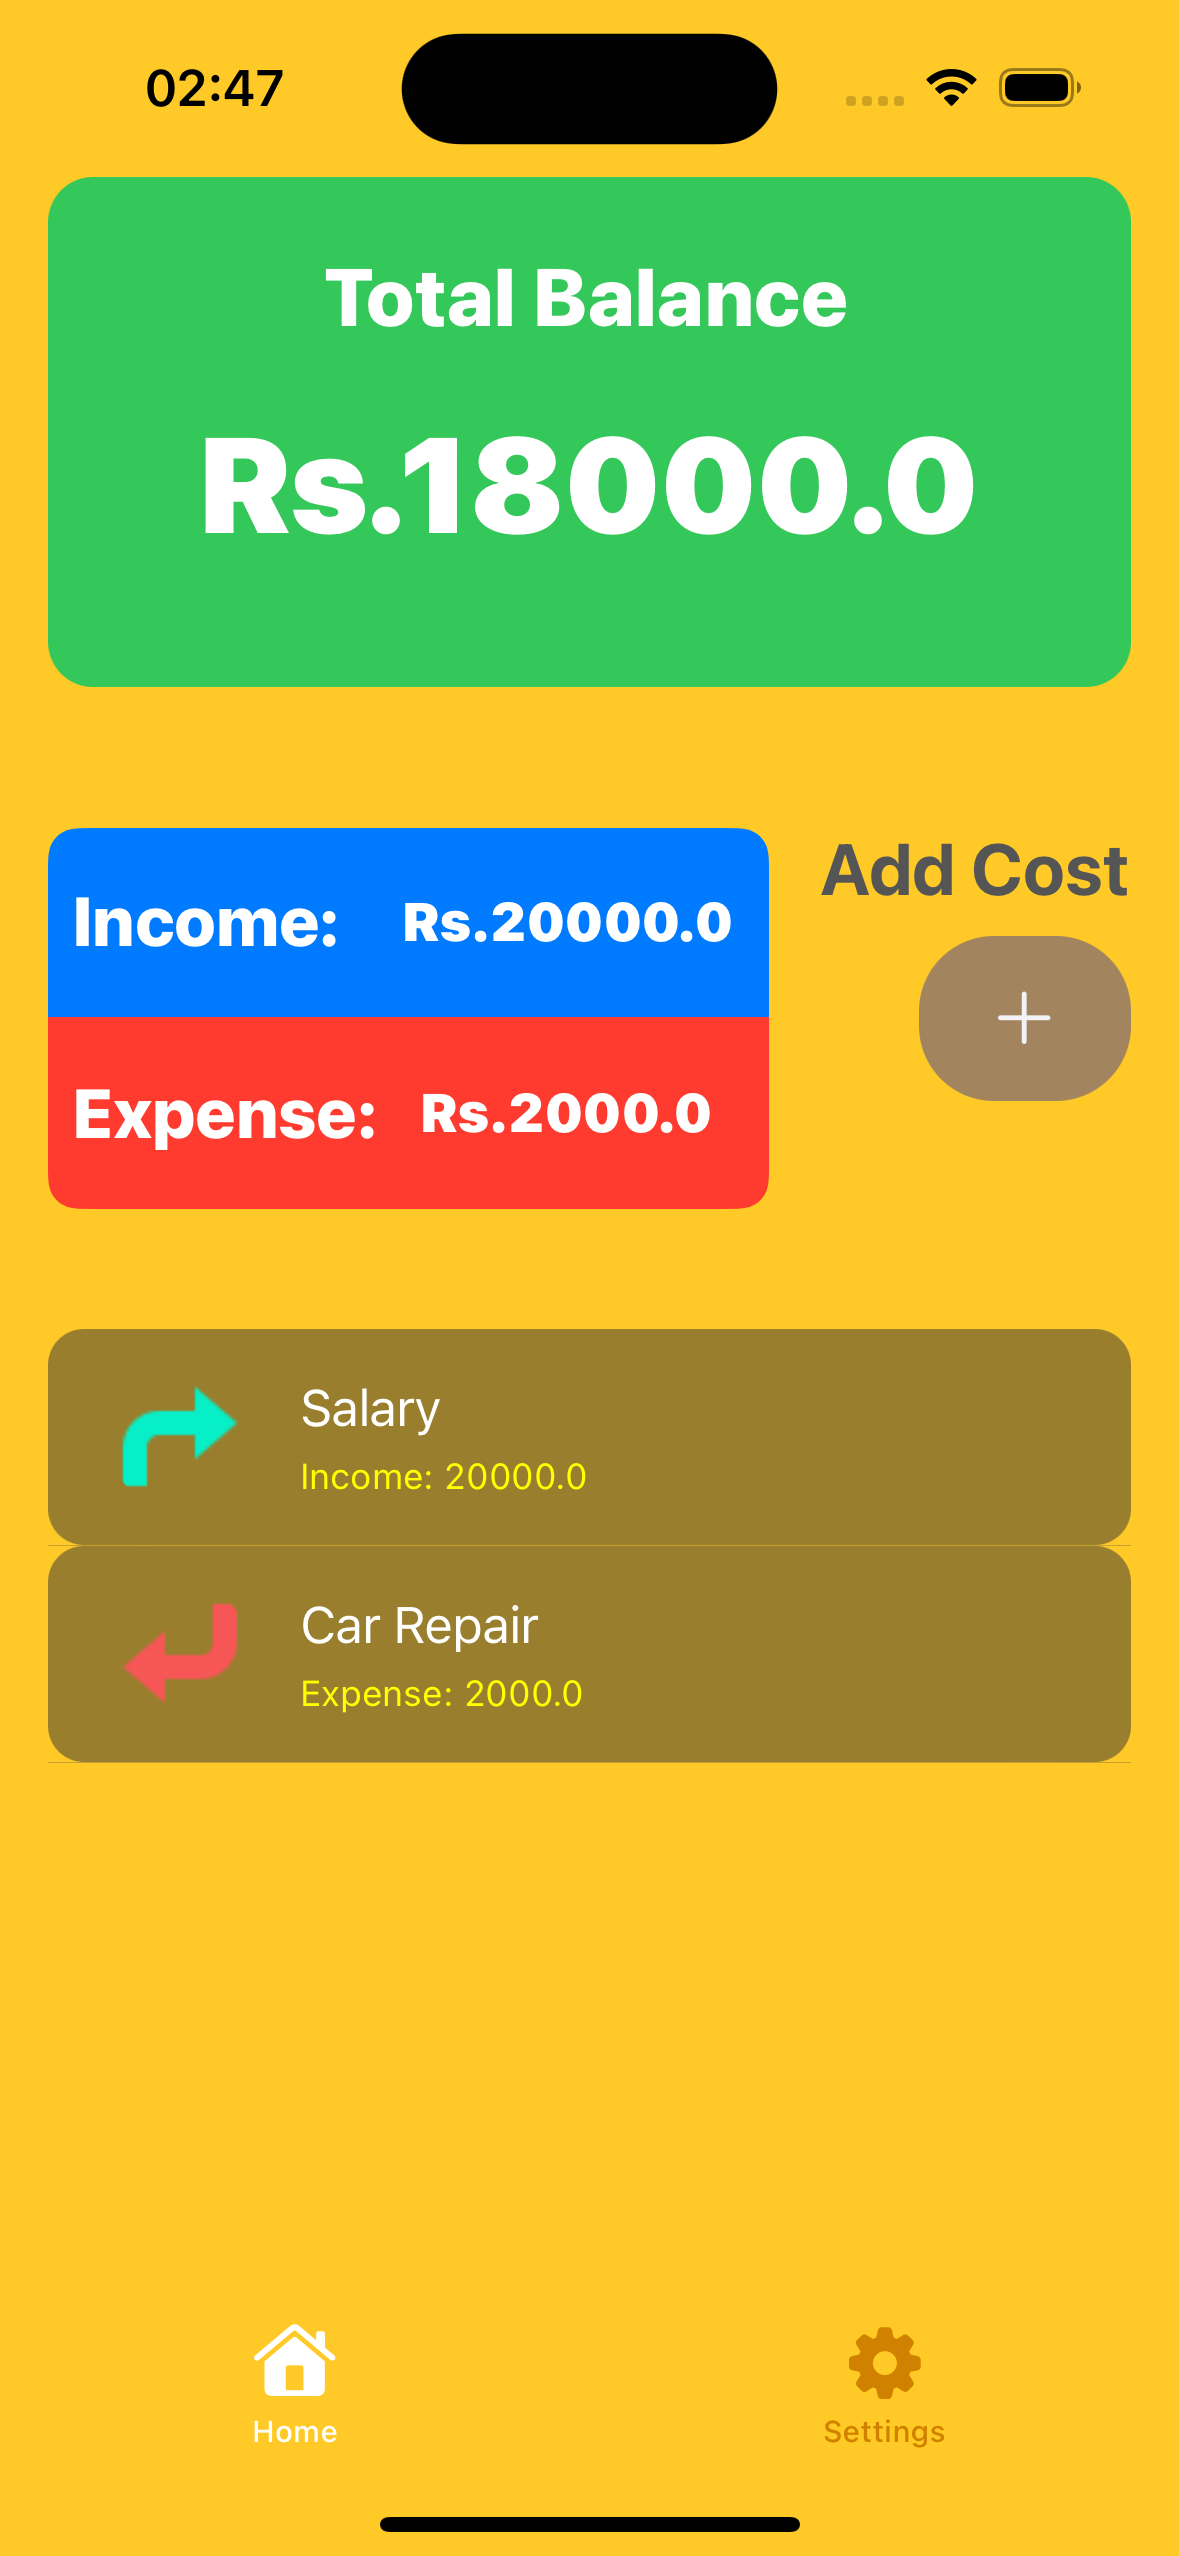 02:47
Total Balance
Rs.18000.0
Income: Rs.20000.0
Add Cost
Expense: Rs.2000.0
Salary
Income: 20000.0
Car Repair
Expense: 2000.0
Home
Settings